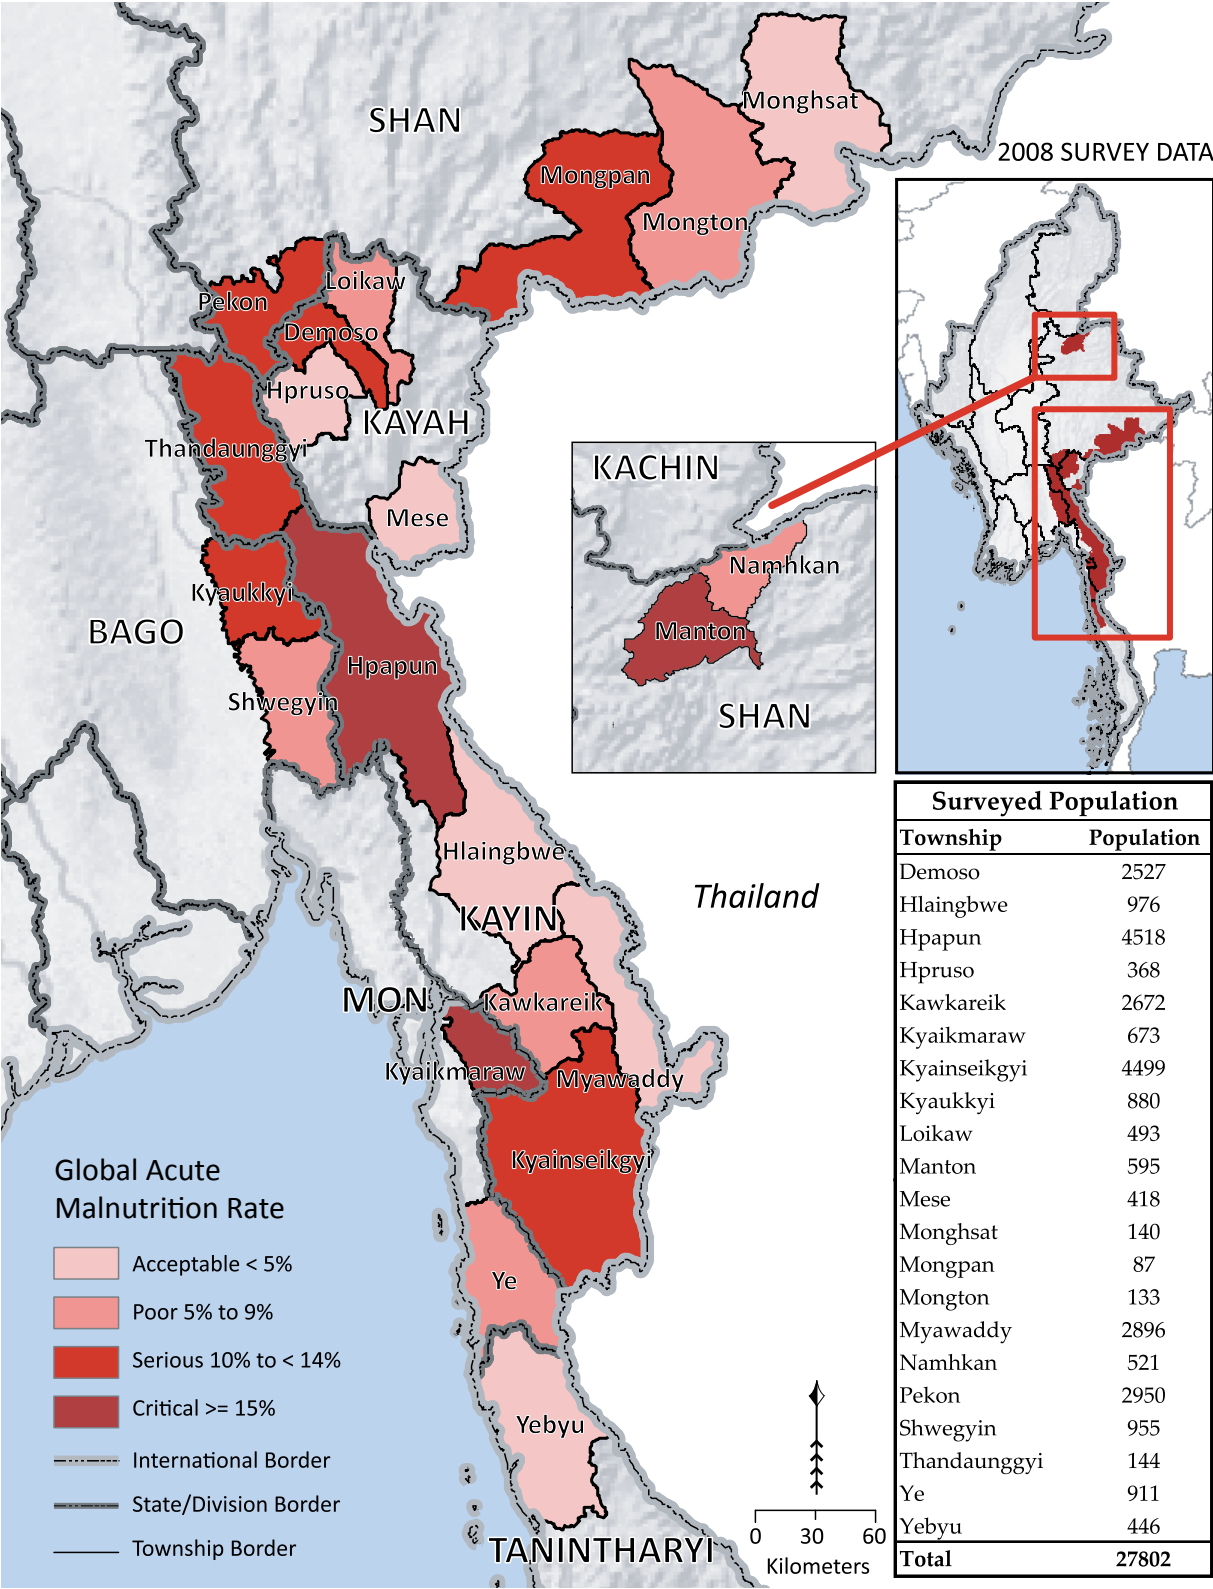 SHAN
Monghsat
2008 SURVEY DATA
Mongpan
Mongton
Loikaw
Pekon
Demoso
Hpruso
KAYAH
Thandaunggyi
KACHIN
Mese
Namhkan
Kyaukkyi
BAGO
Manton
Hpapun
Shwegyin
SHAN
Surveyed Population
Township Population
Demoso 2527
Hlaingbwe 976
Hpapun 4518
Hpruso 368
Kawkareik 2672
Kyaikmaraw 673
Kyainseikgyi 4499
Kyaukkyi 880
Loikaw 493
Manton 595
Mese 418
Monghsat 140
Mongpan 87
Mongton 133
Myawaddy 2896
Namhkan 521
Pekon 2950
Shwegyin 955
Thandaunggyi 144
Ye 911
Yebyu 446
Total 27802
Hlaingbwe
Thailand
KAYIN
MON
Kawkareik
Kyaikmaraw
Myawaddy
Kyainseikgyi
Ye
Yebyu
TANINTHARYI
Global Acute
Malnutrition Rate
Acceptable < 5%
Poor 5% to 9%
Serious 10% to < 14%
Critical >= 15%
International Border
State/Division Border
Township Border
0 30 60
Kilometers